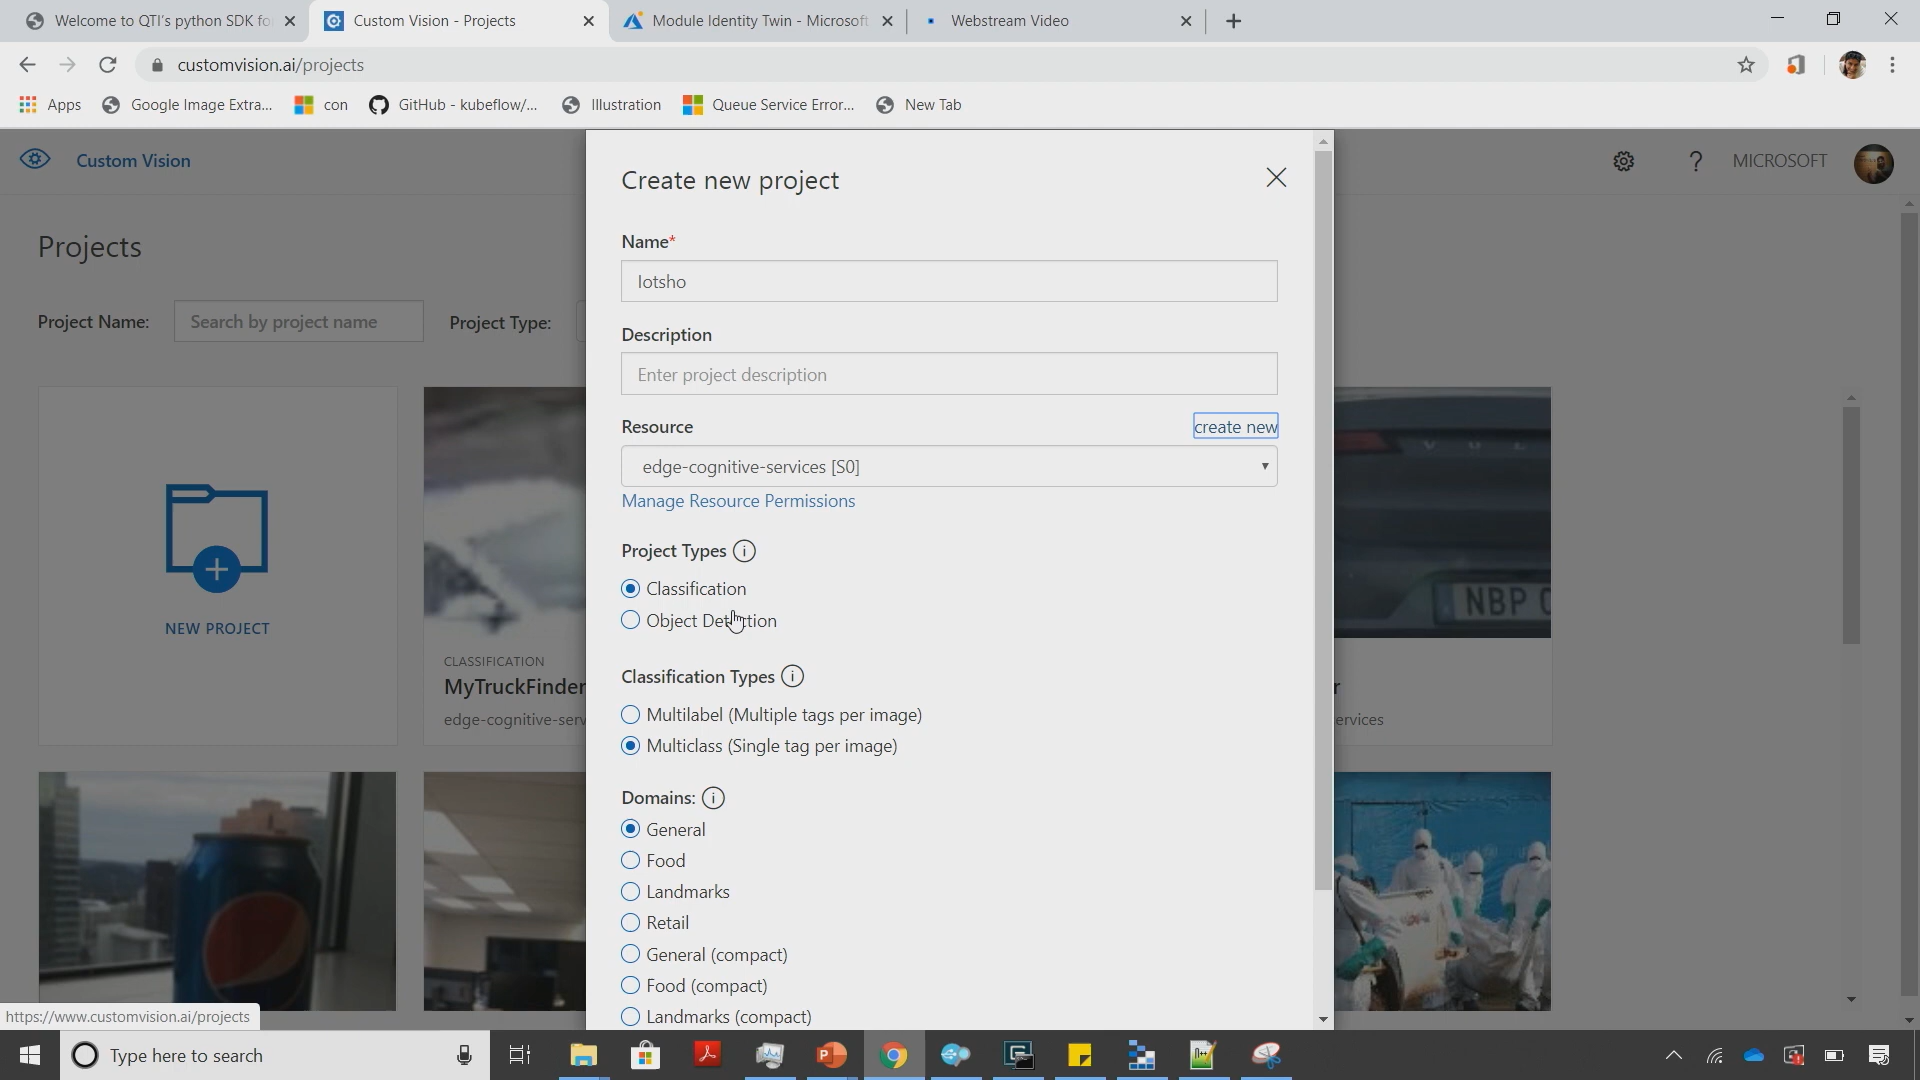 Welcome to QTI's python SDK fo
Custom Vision - Projects
Module Identity Twin - Microsoft
Webstream Video
customvision.ai/projects
Apps
Google Image Extra...
con
GitHub - kubeflow/...
Illustration
Queue Service Error...
New Tab
Custom Vision
MICROSOFT
Projects
Project Name:
Search by project name
Project Type:
NEW PROJECT
CLASSIFICATION
MyTruckFinder
edge-cognitive-serv
r
ervices
NBP
Create new project
Name*
Iotsho
Description
Enter project description
Resource
create new
edge-cognitive-services [S0]
Manage Resource Permissions
Project Types
Classification
Object Detection
Classification Types
Multilabel (Multiple tags per image)
Multiclass (Single tag per image)
Domains:
General
Food
Landmarks
Retail
General (compact)
Food (compact)
Landmarks (compact)
https://www.customvision.ai/projects
Type here to search